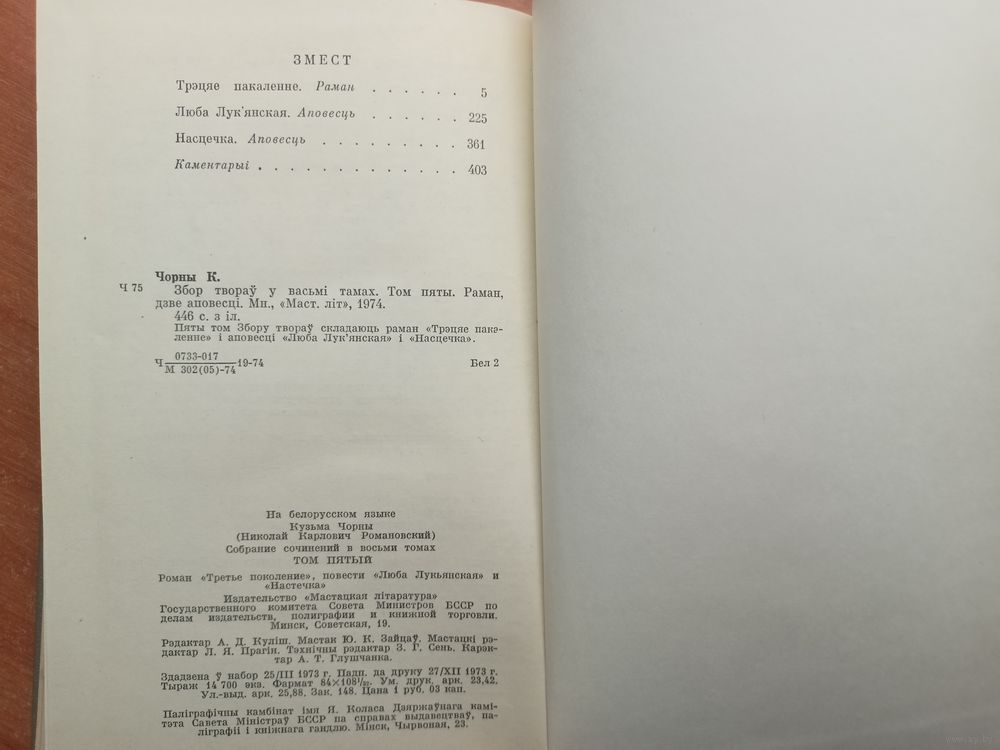 ЗМЕСТ
Трэцяе пакаленне. Раман . . . . . . 5
Люба Лук'янская. Аповесць . . . . . . 225
Насцечка. Аповесць . . . . . . . . . 361
Каментарыі . . . . . . . . . . . . . 403
Чорны К.
Ч 75
Збор твораў у васьмі тамах. Том пяты. Раман,
дзве аповесці. Мн., «Маст. літ», 1974.
446 с. з іл.
Пяты том Збору твораў складаюць раман «Трэцяе пака-
ленне» і аповесці «Люба Лук'янская» і «Насцечка».
0733-017
Ч 19-74 Бел 2
М 302(05)-74
На белорусском языке
Кузьма Чорны
(Николай Карлович Романовский)
Собрание сочинений в восьми томах
ТОМ ПЯТЫЙ
Роман «Третье поколение», повести «Люба Лукьянская» и
«Настечка»
Издательство «Мастацкая літаратура»
Государственного комитета Совета Министров БССР по
делам издательств, полиграфии и книжной торговли.
Минск, Советская, 19.
Рэдактар А. Д. Куліш. Мастак Ю. К. Зайцаў. Мастацкі рэ-
дактар Л. Я. Прагін. Тэхнічны рэдактар З. Г. Сень. Карэк-
тар А. Т. Глушчанка.
Здадзена ў набор 25/III 1973 г. Падп. да друку 27/XII 1973 г.
Тыраж 14 700 экз. Фармат 84×108¹/₃₂. Ум. друк. арк. 23,42.
Ул.-выд. арк. 25,88. Зак. 148. Цана 1 руб. 03 кап.
Паліграфічны камбінат імя Я. Коласа Дзяржаўнага камі-
тэта Савета Міністраў БССР па справах выдавецтваў, па-
ліграфіі і кніжнага гандлю. Мінск, Чырвоная, 23.